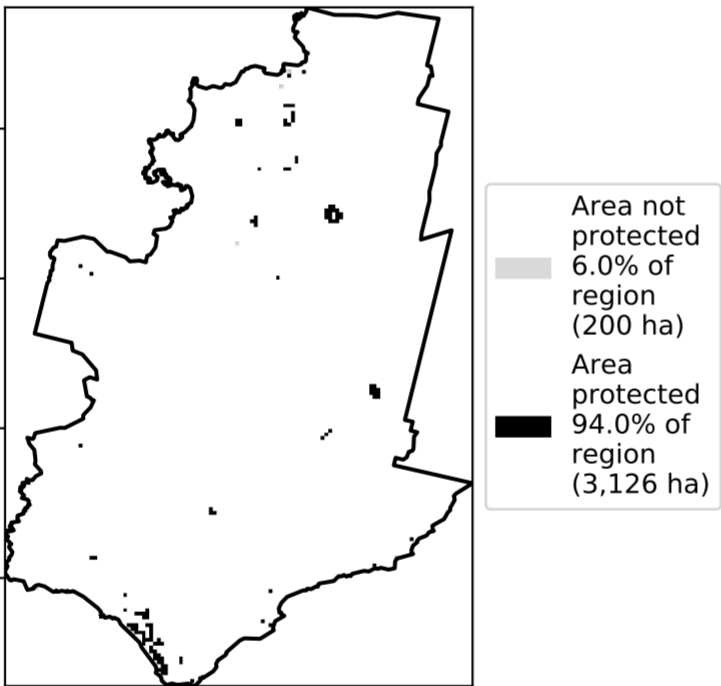 Area not
protected
6.0% of
region
(200 ha)
Area
protected
94.0% of
region
(3,126 ha)